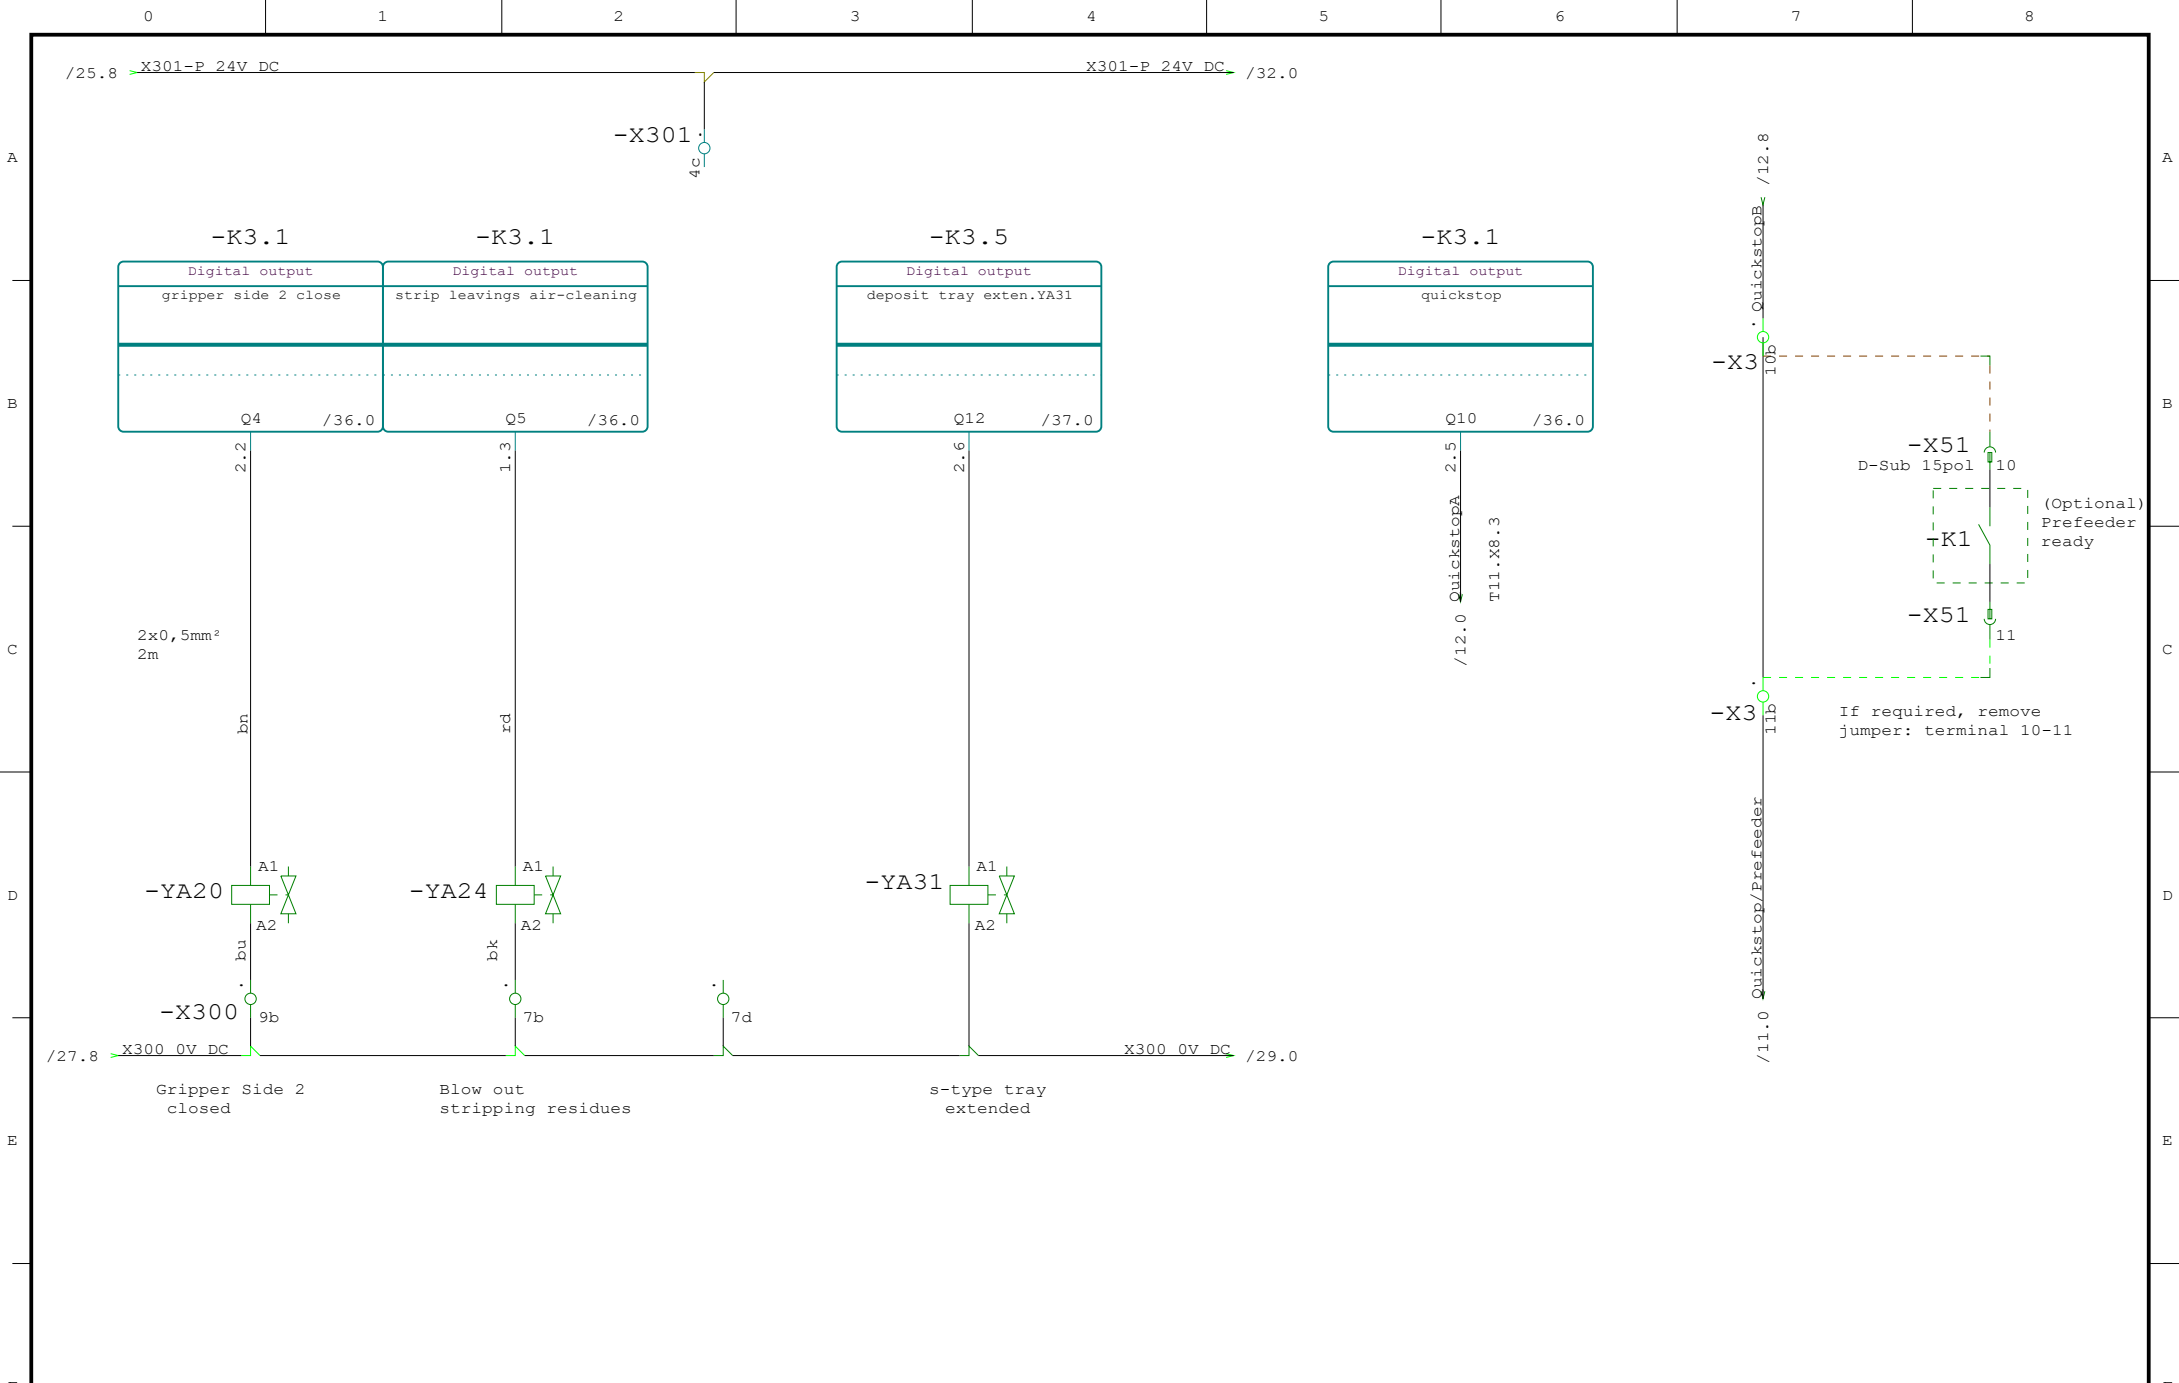 0 1 2 3 4 5 6 7 8
/25.8 X301-P 24V DC X301-P 24V DC /32.0
-X301
4c
A A
/12.8
QuickstopB
-K3.1 -K3.1 -K3.5 -K3.1
Digital output Digital output Digital output Digital output
gripper side 2 close strip leavings air-cleaning deposit tray exten.YA31 quickstop
-X3 10b
B B
Q4 /36.0 Q5 /36.0 Q12 /37.0 Q10 /36.0
2.2 1.3 2.6 2.5
-X51
D-Sub 15pol 10
(Optional)
Prefeeder
ready
-K1
QuickstopA
T11.X8.3
/12.0
-X51
11
2x0,5mm²
2m
C C
bn rd
-X3 11b
If required, remove
jumper: terminal 10-11
Quickstop/Prefeeder
/11.0
A1 A1 A1
-YA20 -YA24 -YA31
D D
A2 A2 A2
bu bk
-X300 9b 7b 7d
/27.8 X300 0V DC X300 0V DC /29.0
Gripper Side 2
closed
Blow out
stripping residues
s-type tray
extended
E E